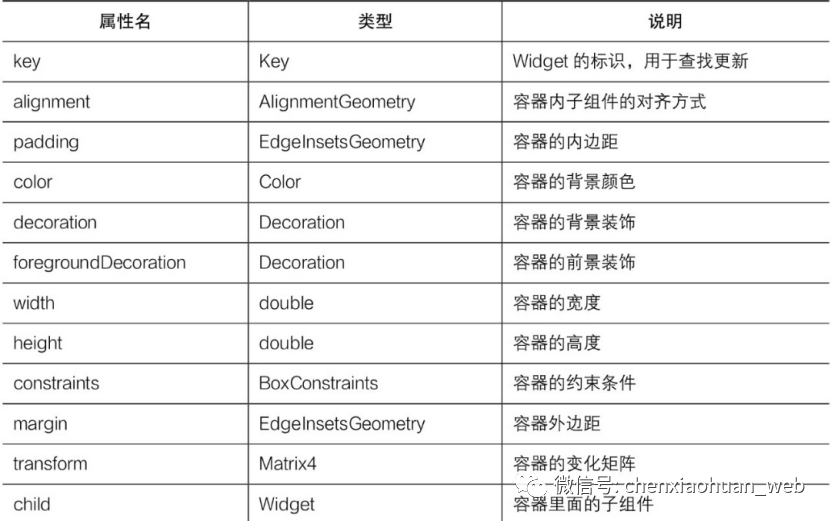 属性名 类型 说明
key Key Widget 的标识，用于查找更新
alignment AlignmentGeometry 容器内子组件的对齐方式
padding EdgeInsetsGeometry 容器的内边距
color Color 容器的背景颜色
decoration Decoration 容器的背景装饰
foregroundDecoration Decoration 容器的前景装饰
width double 容器的宽度
height double 容器的高度
constraints BoxConstraints 容器的约束条件
margin EdgeInsetsGeometry 容器外边距
transform Matrix4 容器的变化矩阵
微信号: chenxiaohuan_web
child Widget 容器里面的子组件